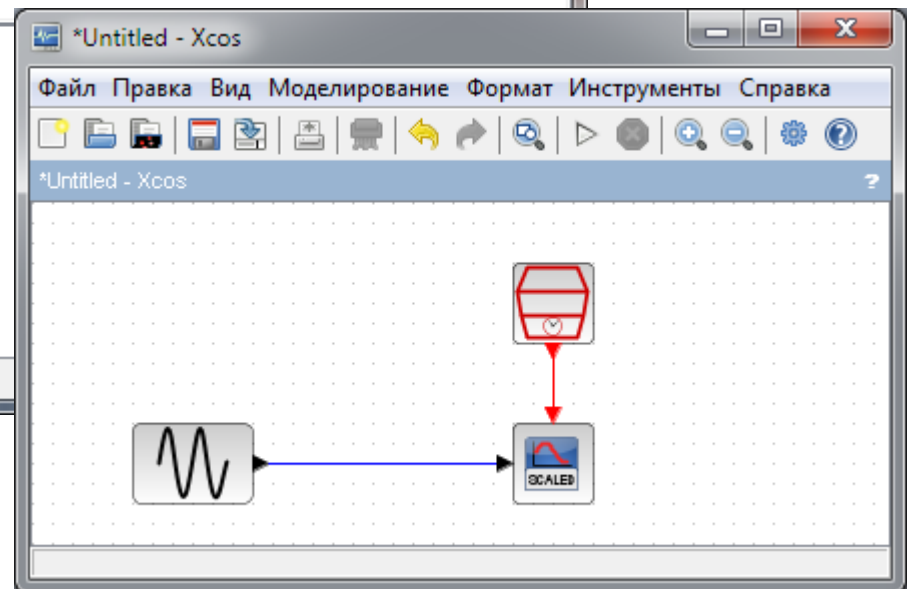 *Untitled - Xcos
Файл Правка Вид Моделирование Формат Инструменты Справка
*Untitled - Xcos ?
SCALED